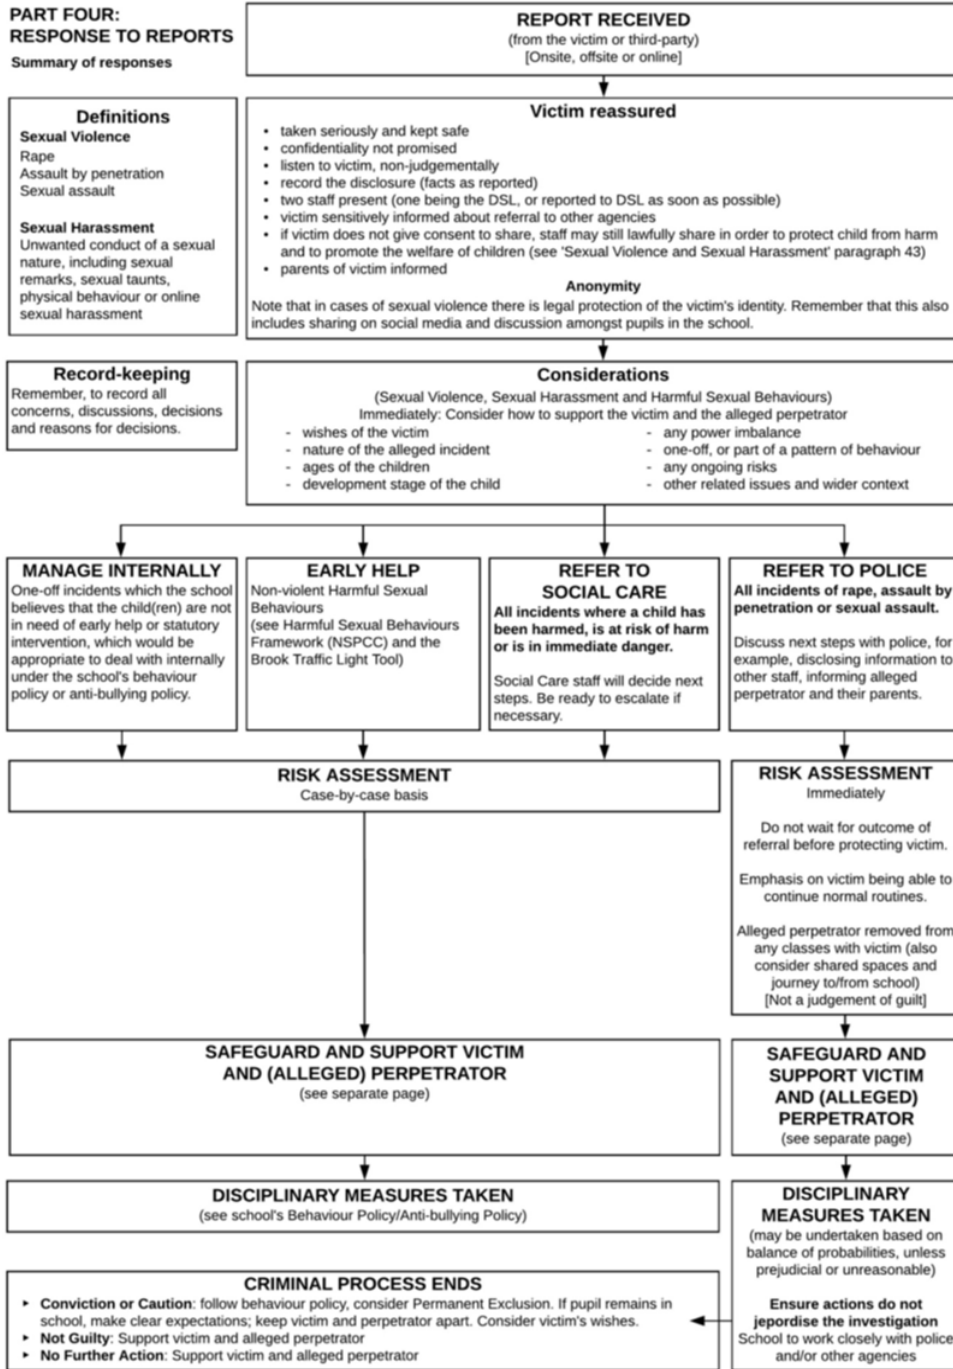 PART FOUR:
RESPONSE TO REPORTS
Summary of responses
REPORT RECEIVED
(from the victim or third-party)
[Onsite, offsite or online]
Definitions
Sexual Violence
Rape
Assault by penetration
Sexual assault
Sexual Harassment
Unwanted conduct of a sexual
nature, including sexual
remarks, sexual taunts,
physical behaviour or online
sexual harassment
Victim reassured
• taken seriously and kept safe
• confidentiality not promised
• listen to victim, non-judgementally
• record the disclosure (facts as reported)
• two staff present (one being the DSL, or reported to DSL as soon as possible)
• victim sensitively informed about referral to other agencies
• if victim does not give consent to share, staff may still lawfully share in order to protect child from harm
and to promote the welfare of children (see 'Sexual Violence and Sexual Harassment' paragraph 43)
• parents of victim informed
Anonymity
Note that in cases of sexual violence there is legal protection of the victim's identity. Remember that this also
includes sharing on social media and discussion amongst pupils in the school.
Record-keeping
Remember, to record all
concerns, discussions, decisions
and reasons for decisions.
Considerations
(Sexual Violence, Sexual Harassment and Harmful Sexual Behaviours)
Immediately: Consider how to support the victim and the alleged perpetrator
- wishes of the victim
- nature of the alleged incident
- ages of the children
- development stage of the child
- any power imbalance
- one-off, or part of a pattern of behaviour
- any ongoing risks
- other related issues and wider context
MANAGE INTERNALLY
One-off incidents which the school
believes that the child(ren) are not
in need of early help or statutory
intervention, which would be
appropriate to deal with internally
under the school's behaviour
policy or anti-bullying policy.
EARLY HELP
Non-violent Harmful Sexual
Behaviours
(see Harmful Sexual Behaviours
Framework (NSPCC) and the
Brook Traffic Light Tool)
REFER TO
SOCIAL CARE
All incidents where a child has
been harmed, is at risk of harm
or is in immediate danger.
Social Care staff will decide next
steps. Be ready to escalate if
necessary.
REFER TO POLICE
All incidents of rape, assault by
penetration or sexual assault.
Discuss next steps with police, for
example, disclosing information to
other staff, informing alleged
perpetrator and their parents.
RISK ASSESSMENT
Case-by-case basis
RISK ASSESSMENT
Immediately
Do not wait for outcome of
referral before protecting victim.
Emphasis on victim being able to
continue normal routines.
Alleged perpetrator removed from
any classes with victim (also
consider shared spaces and
journey to/from school)
[Not a judgement of guilt]
SAFEGUARD AND SUPPORT VICTIM
AND (ALLEGED) PERPETRATOR
(see separate page)
SAFEGUARD AND
SUPPORT VICTIM
AND (ALLEGED)
PERPETRATOR
(see separate page)
DISCIPLINARY MEASURES TAKEN
(see school's Behaviour Policy/Anti-bullying Policy)
DISCIPLINARY
MEASURES TAKEN
(may be undertaken based on
balance of probabilities, unless
prejudicial or unreasonable)
Ensure actions do not
jepordise the investigation
School to work closely with police
and/or other agencies
CRIMINAL PROCESS ENDS
‣ Conviction or Caution: follow behaviour policy, consider Permanent Exclusion. If pupil remains in
school, make clear expectations; keep victim and perpetrator apart. Consider victim's wishes.
‣ Not Guilty: Support victim and alleged perpetrator
‣ No Further Action: Support victim and alleged perpetrator